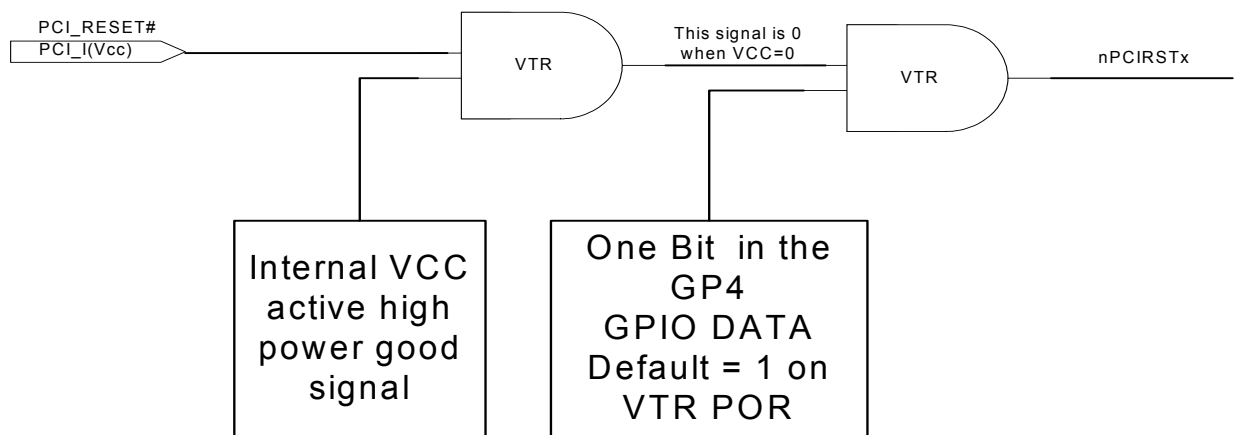 PCI_RESET#
PCI_I(Vcc)
VTR
This signal is 0
when VCC=0
VTR
nPCIRSTx
Internal VCC
active high
power good
signal
One Bit in the
GP4
GPIO DATA
Default = 1 on
VTR POR